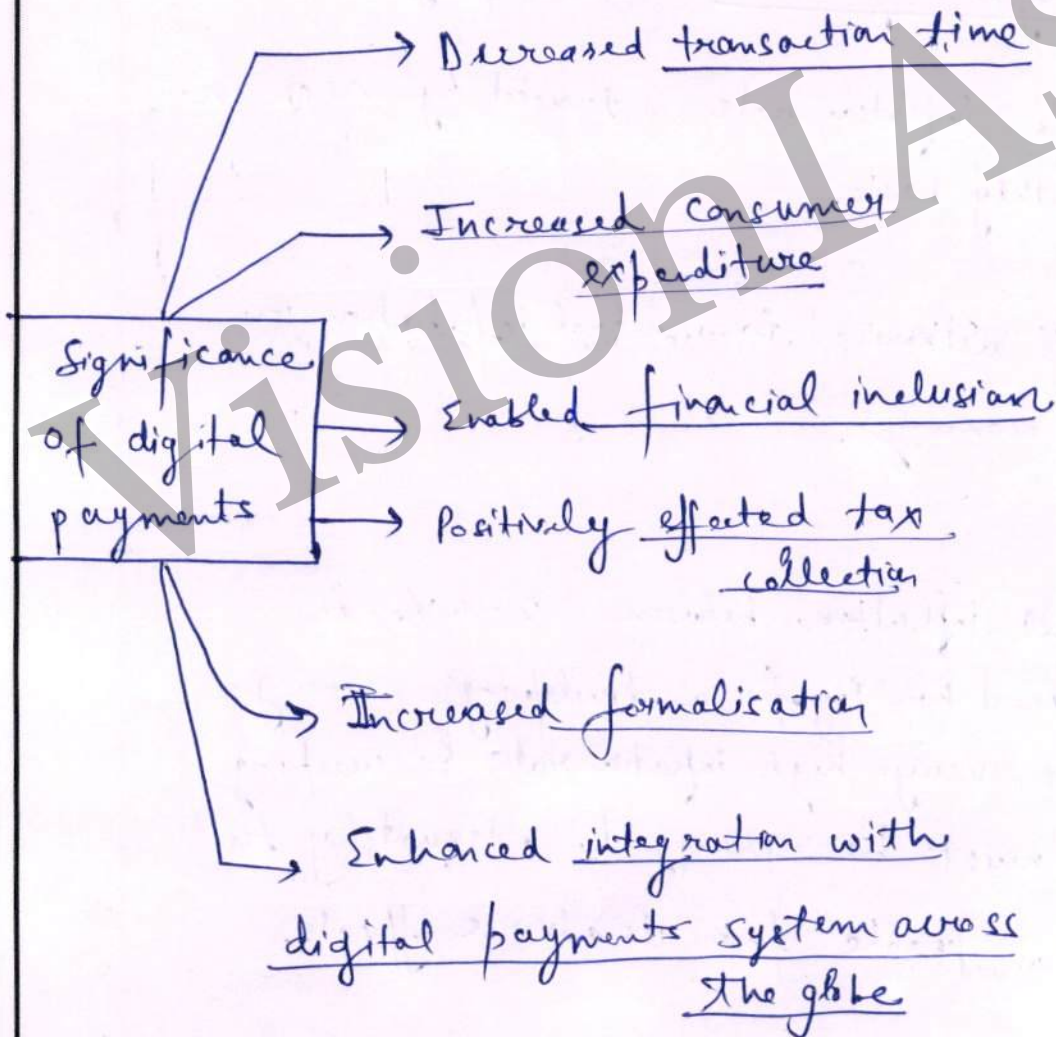 Decreased transaction time
Increased consumer
expenditure
Significance
of digital
payments
Enabled financial inclusion
Positively effected tax
collection
Increased formalisation
Enhanced integration with
digital payments system across
the globe
VisionIAS